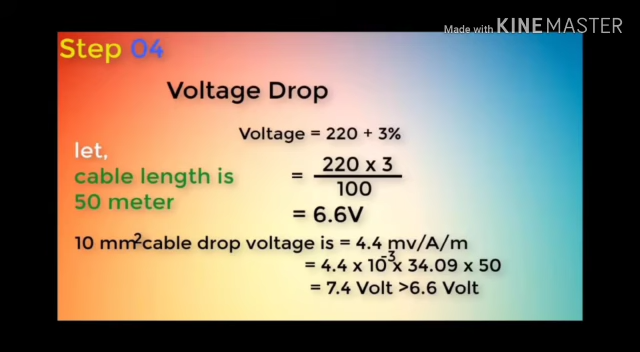 Made with KINEMASTER
Step 04
Voltage Drop
Voltage = 220 + 3%
let,
cable length is
50 meter
= 220 x 3
100
= 6.6V
10 mm²cable drop voltage is = 4.4 mv/A/m
= 4.4 x 10⁻³x 34.09 x 50
= 7.4 Volt >6.6 Volt